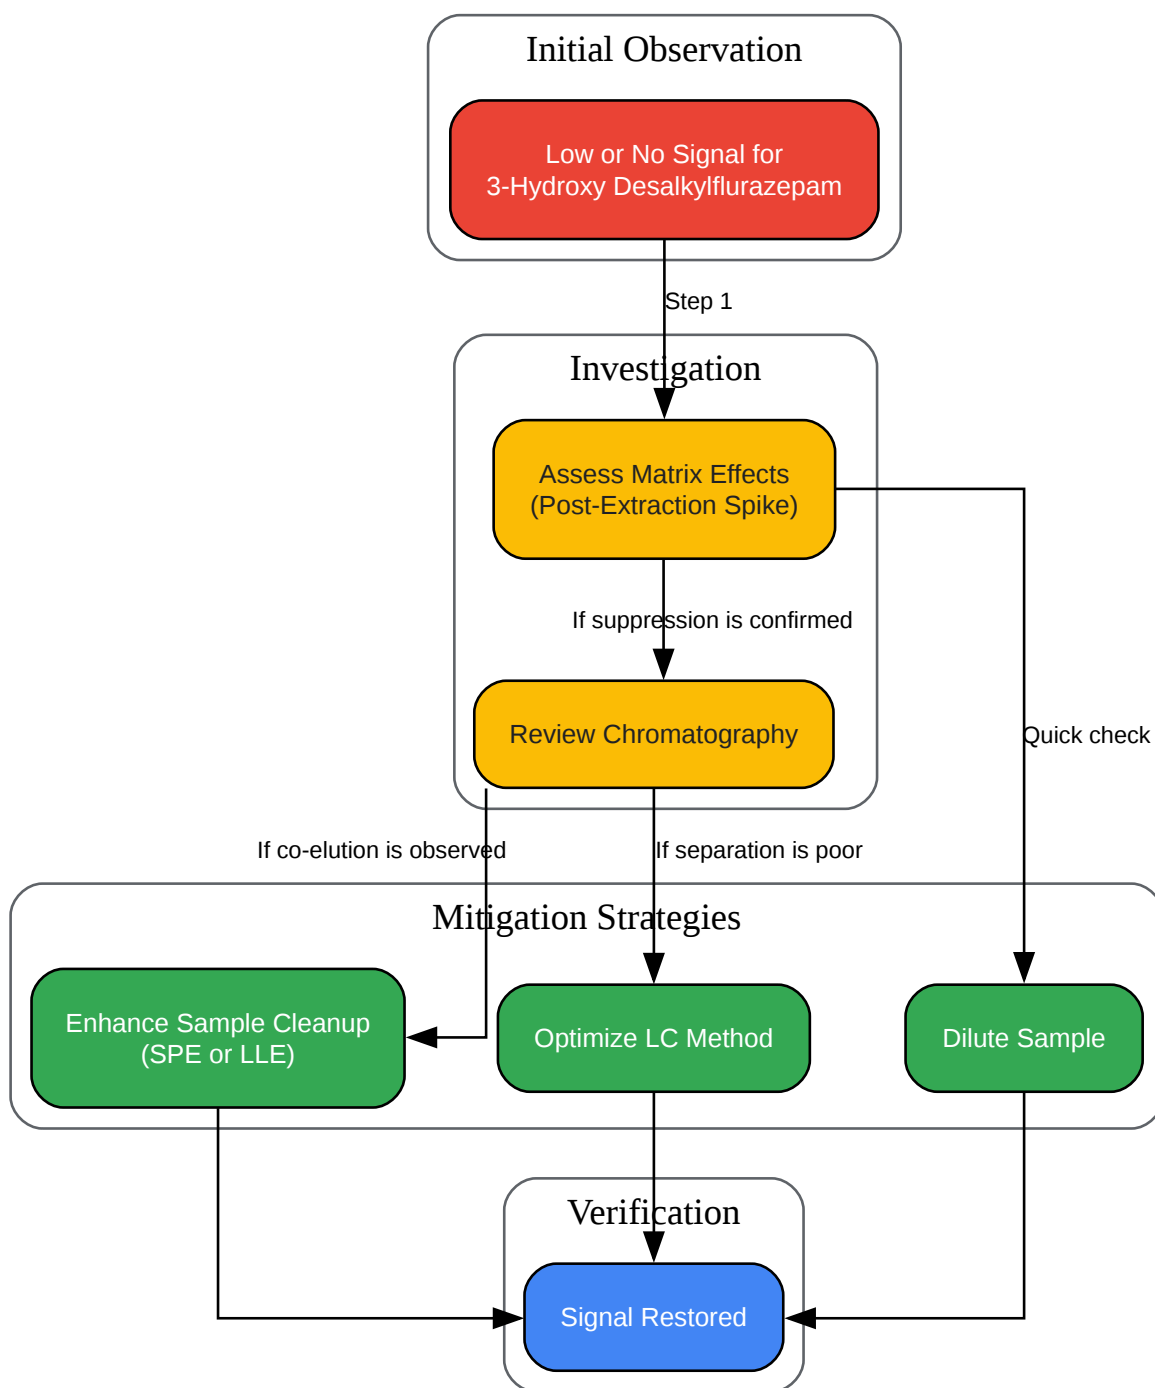 Initial Observation
Low or No Signal for
3-Hydroxy Desalkylflurazepam
Step 1
Investigation
Assess Matrix Effects
(Post-Extraction Spike)
If suppression is confirmed
Review Chromatography
Quick check
If co-elution is observed
If separation is poor
Mitigation Strategies
Enhance Sample Cleanup
(SPE or LLE)
Optimize LC Method
Dilute Sample
Verification
Signal Restored